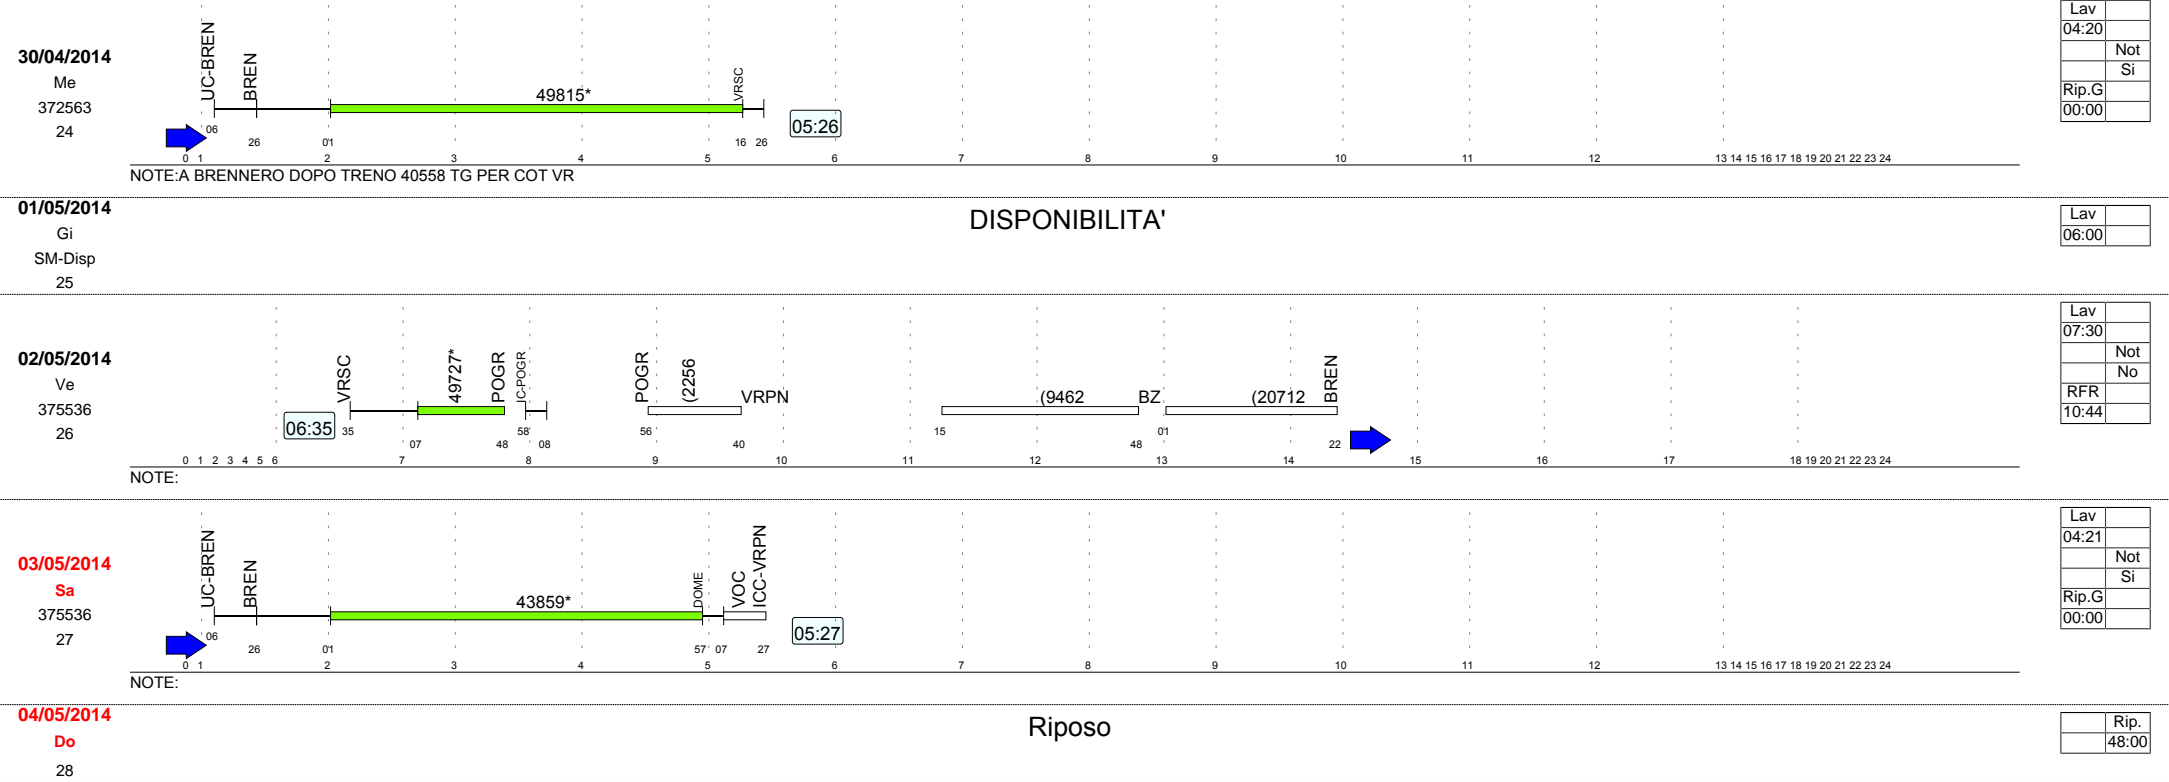 30/04/2014
Me
372563
24
UC-BREN
BREN
49815*
VRSC
05:26
06
26
01
16
26
0 1 2 3 4 5 6 7 8 9 10 11 12 13 14 15 16 17 18 19 20 21 22 23 24
NOTE:A BRENNERO DOPO TRENO 40558 TG PER COT VR
Lav
04:20
Not
Si
Rip.G
00:00
01/05/2014
Gi
SM-Disp
25
DISPONIBILITA'
Lav
06:00
02/05/2014
Ve
375536
26
06:35
VRSC
49727*
POGR
IC-POGR
POGR
(2256
VRPN
(9462
BZ
(20712
BREN
35
07
48
58
08
56
40
15
48
01
22
0 1 2 3 4 5 6 7 8 9 10 11 12 13 14 15 16 17 18 19 20 21 22 23 24
NOTE:
Lav
07:30
Not
No
RFR
10:44
03/05/2014
Sa
375536
27
UC-BREN
BREN
43859*
DOME
VOC
ICC-VRPN
05:27
06
26
01
57
07
27
0 1 2 3 4 5 6 7 8 9 10 11 12 13 14 15 16 17 18 19 20 21 22 23 24
NOTE:
Lav
04:21
Not
Si
Rip.G
00:00
04/05/2014
Do
28
Riposo
Rip.
48:00